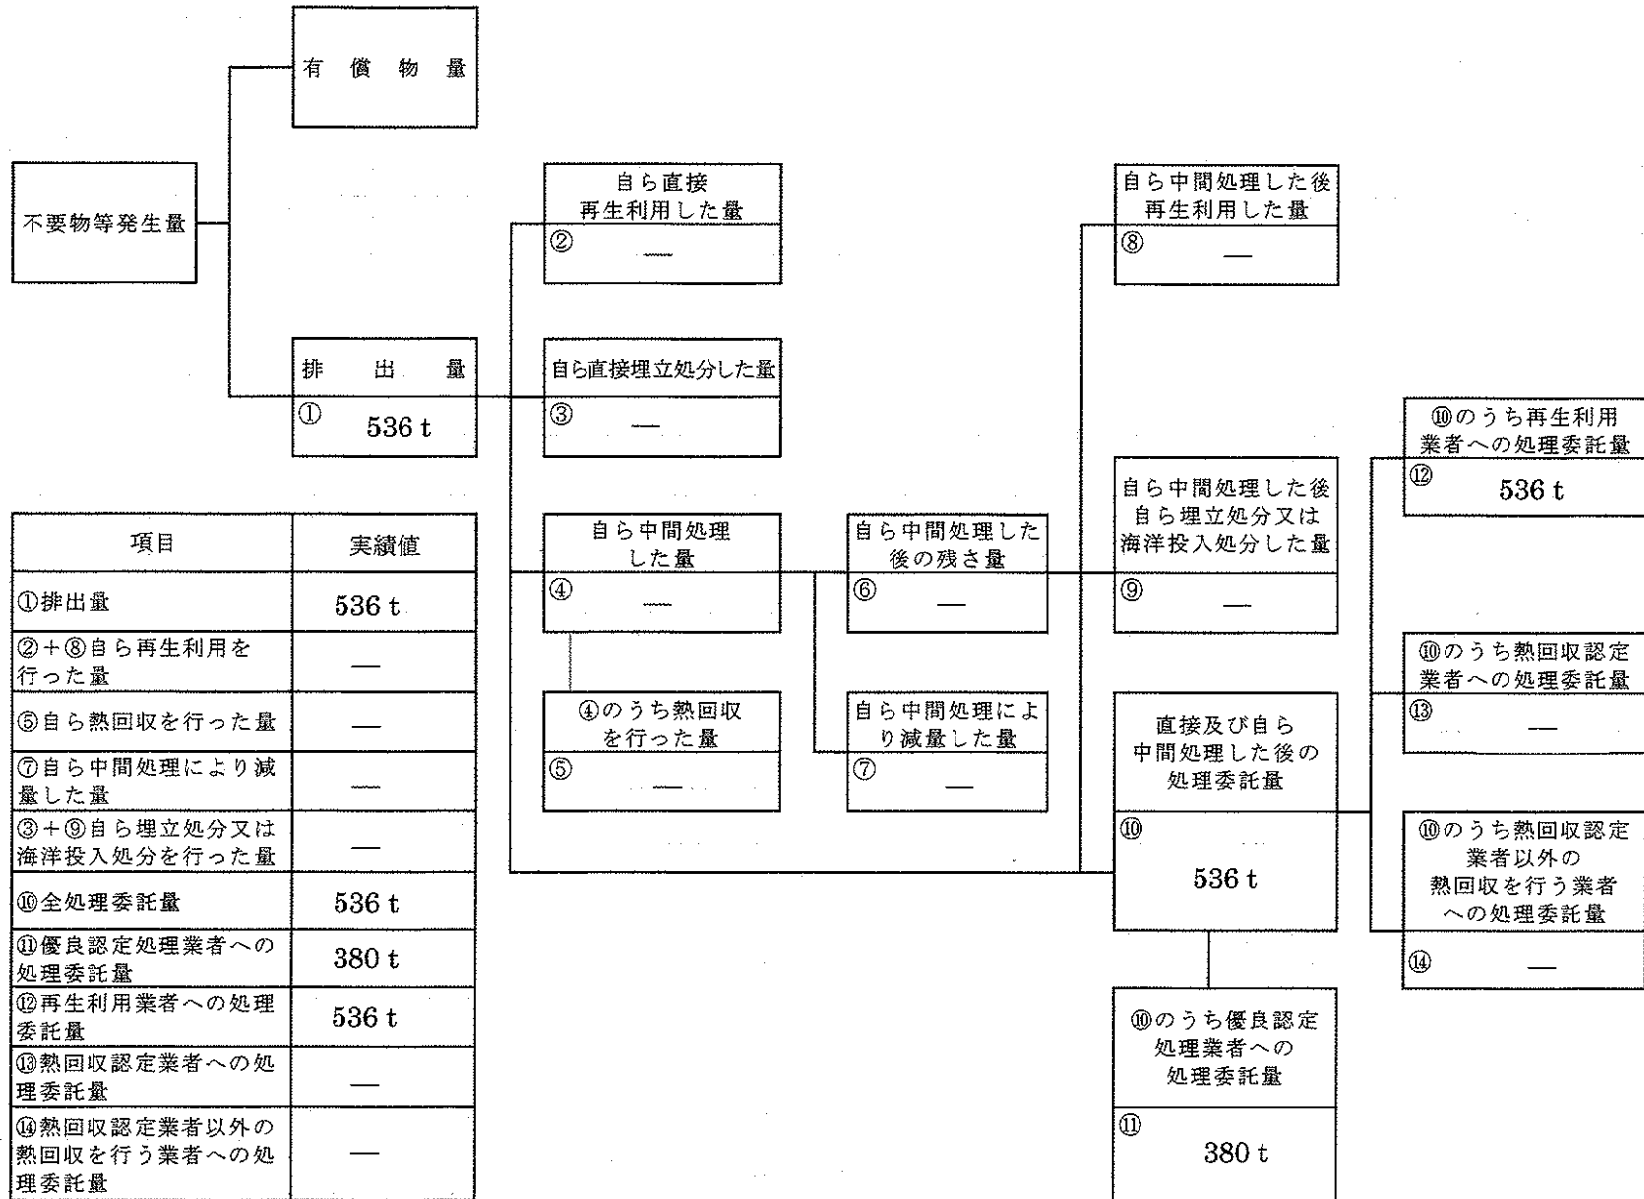 有償物量
不要物等発生量
排出量
① 536 t
自ら直接
再生利用した量
② —
自ら直接埋立処分した量
③ —
自ら中間処理
した量
④ —
④のうち熱回収
を行った量
⑤ —
自ら中間処理した
後の残さ量
⑥ —
自ら中間処理によ
り減量した量
⑦ —
自ら中間処理した後
再生利用した量
⑧ —
自ら中間処理した後
自ら埋立処分又は
海洋投入処分した量
⑨ —
直接及び自ら
中間処理した後の
処理委託量
⑩
536 t
⑩のうち優良認定
処理業者への
処理委託量
⑪
380 t
⑩のうち再生利用
業者への処理委託量
⑫ 536 t
⑩のうち熱回収認定
業者への処理委託量
⑬ —
⑩のうち熱回収認定
業者以外の
熱回収を行う業者
への処理委託量
⑭ —
項目 実績値
①排出量 536 t
②+⑧自ら再生利用を
行った量 —
⑤自ら熱回収を行った量 —
⑦自ら中間処理により減
量した量 —
③+⑨自ら埋立処分又は
海洋投入処分を行った量 —
⑩全処理委託量 536 t
⑪優良認定処理業者への
処理委託量 380 t
⑫再生利用業者への処理
委託量 536 t
⑬熱回収認定業者への処
理委託量 —
⑭熱回収認定業者以外の
熱回収を行う業者への処
理委託量 —